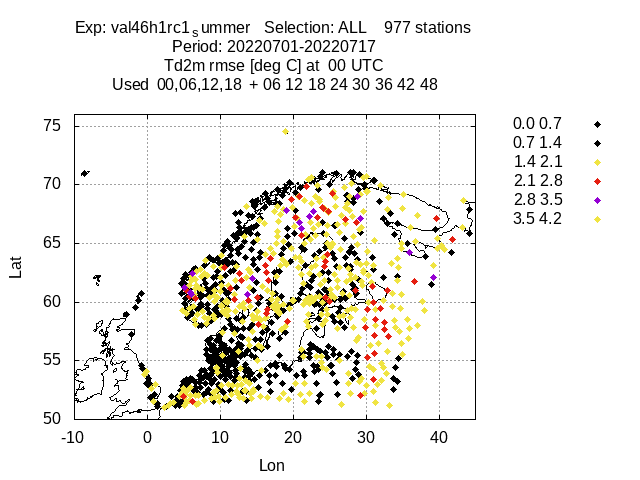 Exp: val46h1rc1summer Selection: ALL 977 stations
Period: 20220701-20220717
Td2m rmse [deg C] at 00 UTC
Used 00,06,12,18 + 06 12 18 24 30 36 42 48
0.0 0.7
0.7 1.4
1.4 2.1
2.1 2.8
2.8 3.5
3.5 4.2
75
70
65
60
55
50
Lat
-10 0 10 20 30 40
Lon